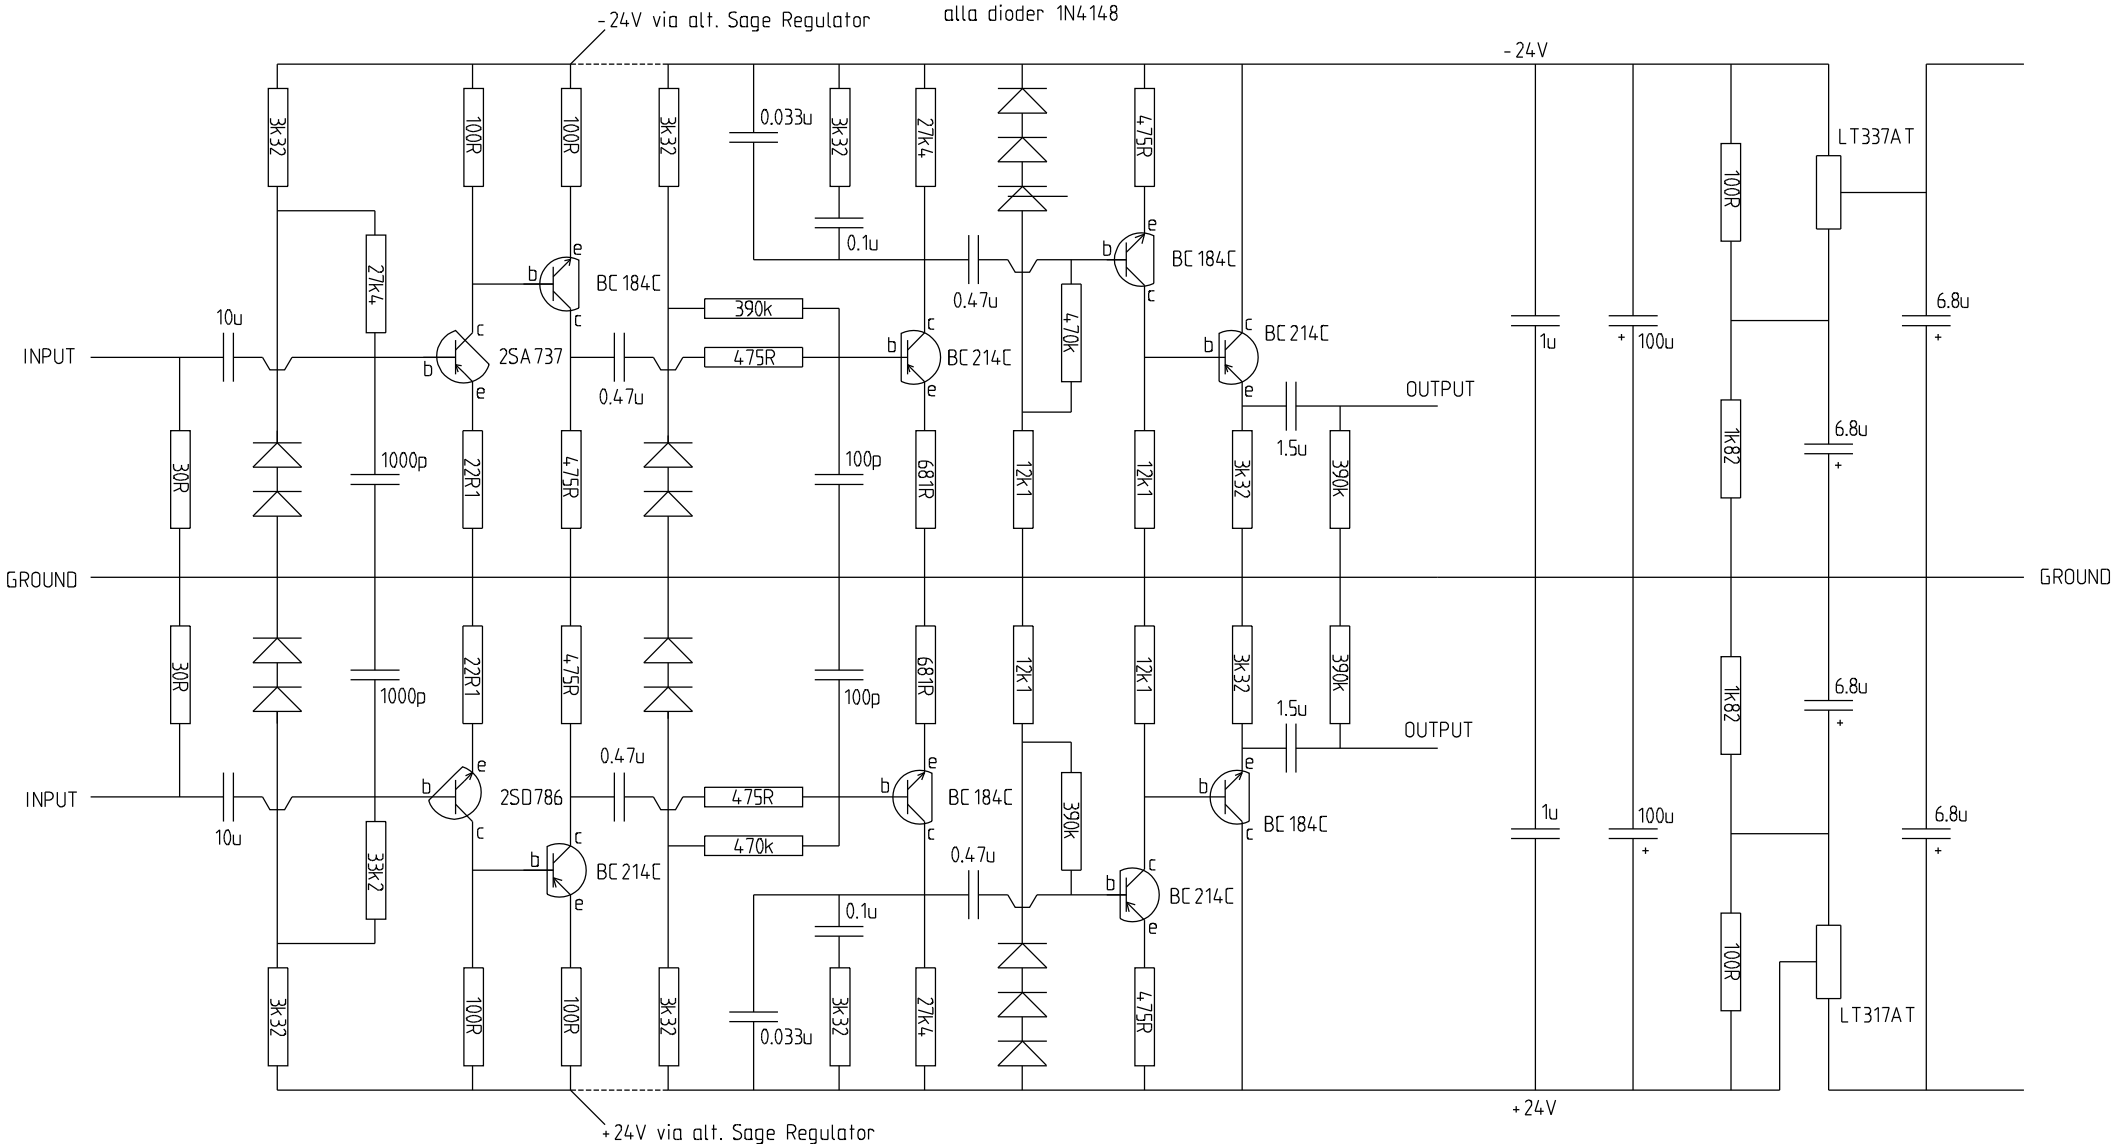 -24V via alt. Sage Regulator
alla dioder 1N4148
-24V
3k32
100R
100R
3k32
0.033u
3k32
27k4
475R
LT337AT
100R
0.1u
e
b
BC184C
c
e
b
BC184C
c
27k4
0.47u
390k
470k
6.8u
+
10u
INPUT
b
c
2SA737
e
0.47u
475R
b
c
BC214C
e
b
c
BC214C
e
1u
+
100u
OUTPUT
1.5u
30R
1000p
22R1
475R
100p
681R
12k1
12k1
3k32
390k
1k82
6.8u
+
GROUND
GROUND
30R
1000p
22R1
475R
100p
681R
12k1
12k1
3k32
390k
1k82
6.8u
+
1.5u
OUTPUT
INPUT
10u
b
e
2SD786
c
0.47u
475R
470k
b
e
BC184C
c
b
e
BC184C
c
390k
1u
100u
+
6.8u
+
33k2
c
b
BC214C
e
0.47u
0.1u
c
b
BC214C
e
3k32
100R
100R
3k32
0.033u
3k32
27k4
475R
100R
LT317AT
+24V
+24V via alt. Sage Regulator